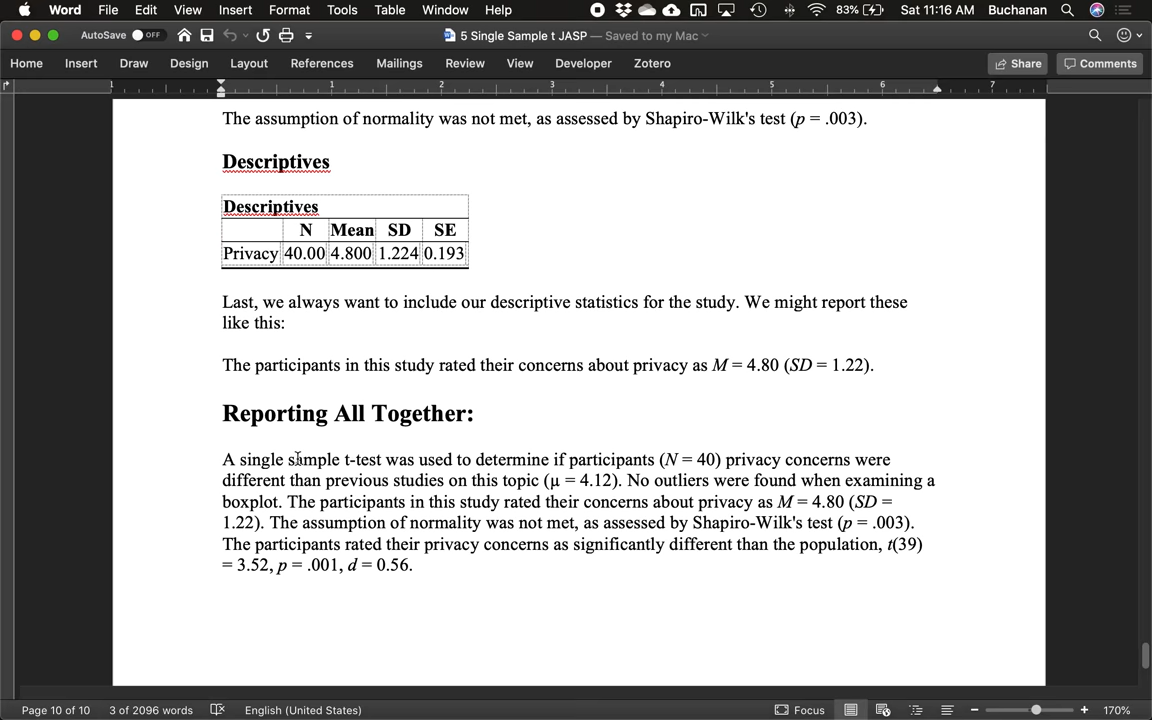 Word File Edit View Insert Format Tools Table Window Help 83% Sat 11:16 AM Buchanan
AutoSave OFF 5 Single Sample t JASP — Saved to my Mac
Home Insert Draw Design Layout References Mailings Review View Developer Zotero Share Comments
1 1 2 3 4 5 6 7
The assumption of normality was not met, as assessed by Shapiro-Wilk's test (p = .003).
Descriptives
Descriptives
N Mean SD SE
Privacy 40.00 4.800 1.224 0.193
Last, we always want to include our descriptive statistics for the study. We might report these
like this:
The participants in this study rated their concerns about privacy as M = 4.80 (SD = 1.22).
Reporting All Together:
A single sample t-test was used to determine if participants (N = 40) privacy concerns were
different than previous studies on this topic (μ = 4.12). No outliers were found when examining a
boxplot. The participants in this study rated their concerns about privacy as M = 4.80 (SD =
1.22). The assumption of normality was not met, as assessed by Shapiro-Wilk's test (p = .003).
The participants rated their privacy concerns as significantly different than the population, t(39)
= 3.52, p = .001, d = 0.56.
Page 10 of 10 3 of 2096 words English (United States) Focus 170%